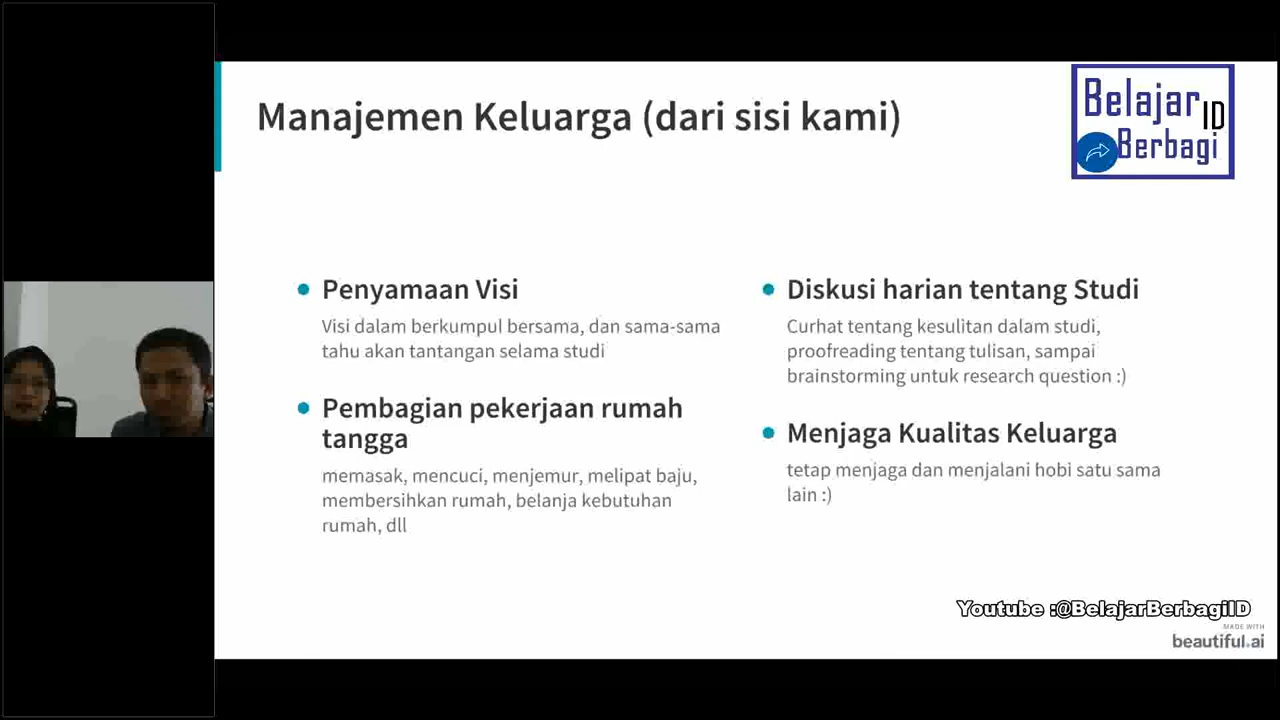 Manajemen Keluarga (dari sisi kami)
Belajar
ID
Berbagi
Penyamaan Visi
Visi dalam berkumpul bersama, dan sama-sama
tahu akan tantangan selama studi
Pembagian pekerjaan rumah
tangga
memasak, mencuci, menjemur, melipat baju,
membersihkan rumah, belanja kebutuhan
rumah, dll
Diskusi harian tentang Studi
Curhat tentang kesulitan dalam studi,
proofreading tentang tulisan, sampai
brainstorming untuk research question :)
Menjaga Kualitas Keluarga
tetap menjaga dan menjalani hobi satu sama
lain :)
Youtube :@BelajarBerbagiID
MADE WITH
beautiful.ai